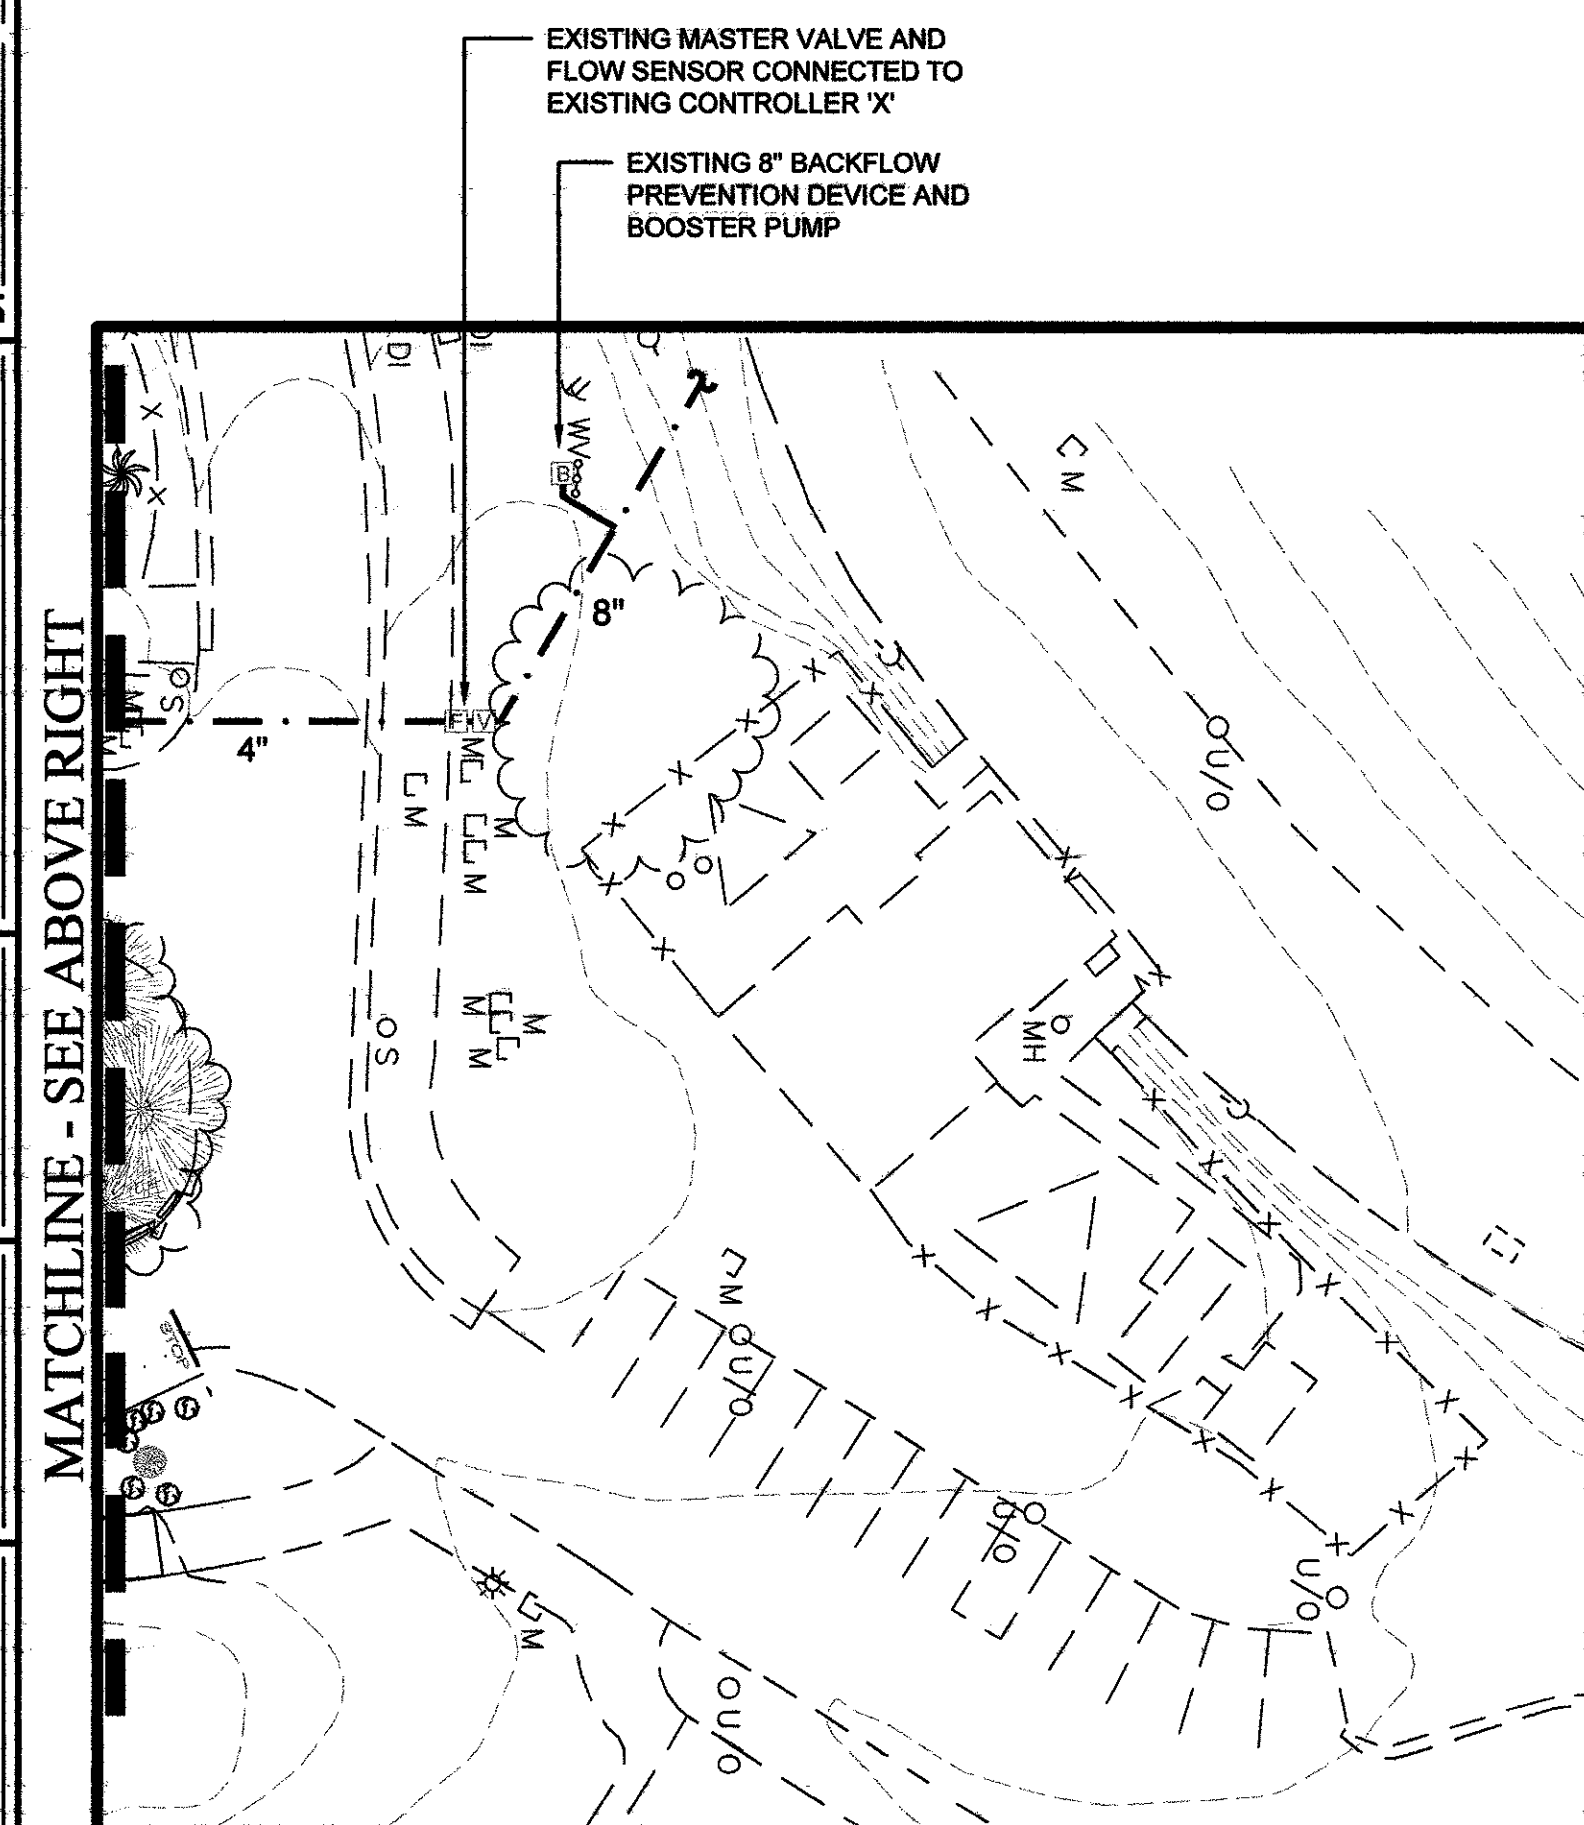 EXISTING MASTER VALVE AND
FLOW SENSOR CONNECTED TO
EXISTING CONTROLLER 'X'
EXISTING 8" BACKFLOW
PREVENTION DEVICE AND
BOOSTER PUMP
DI
DI
WV
B
C M
8"
S
4"
F V
M
M
M
M
M
U/O
MATCHLINE - SEE ABOVE RIGHT
M
M
M
S
MH
M
U/O
STOP
U/O
U/O
M
U/O